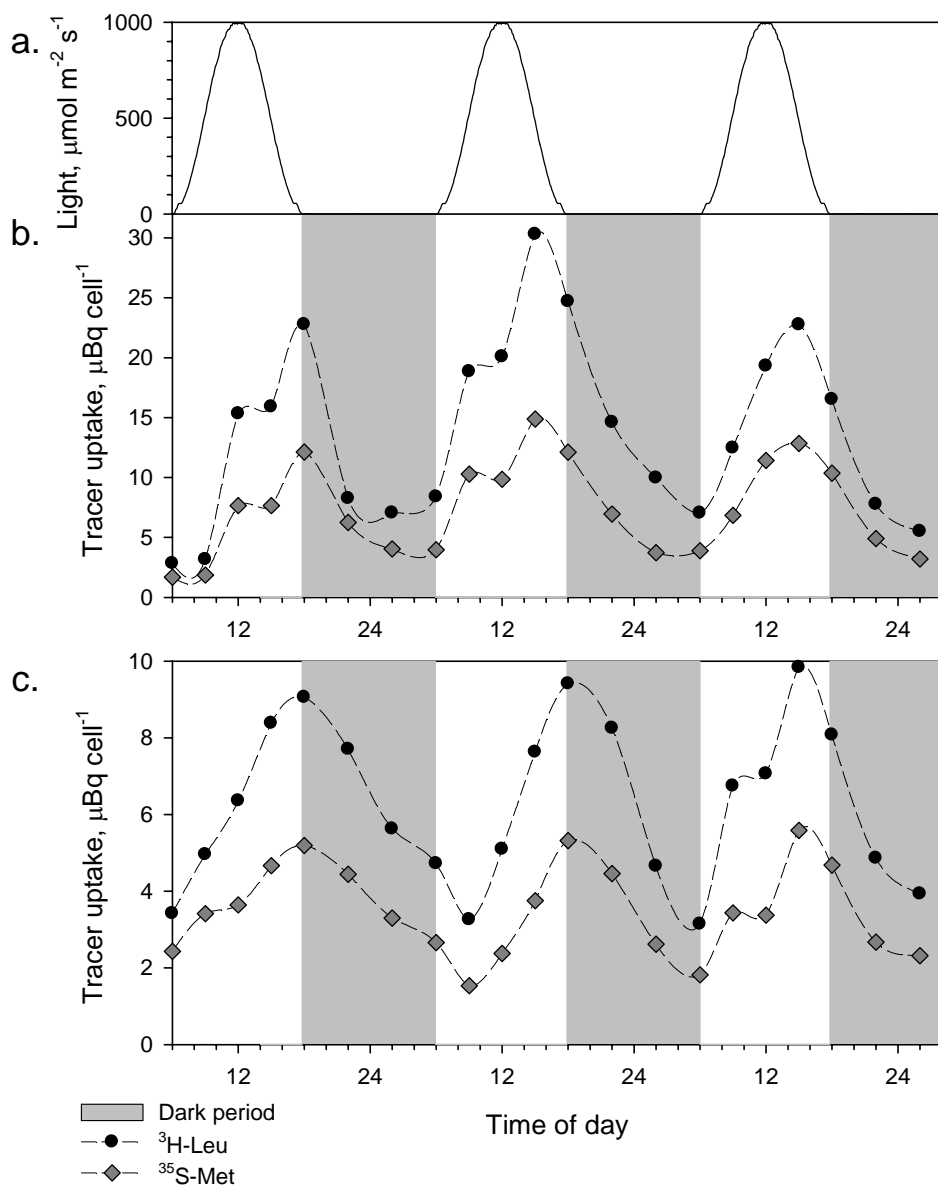 a.
Light, μmol m-2 s-1
1000
500
0
b.
Tracer uptake, μBq cell-1
30
25
20
15
10
5
0
12 24 12 24 12 24
c.
Tracer uptake, μBq cell-1
10
8
6
4
2
0
12 24 12 24 12 24
Time of day
Dark period
3H-Leu
35S-Met